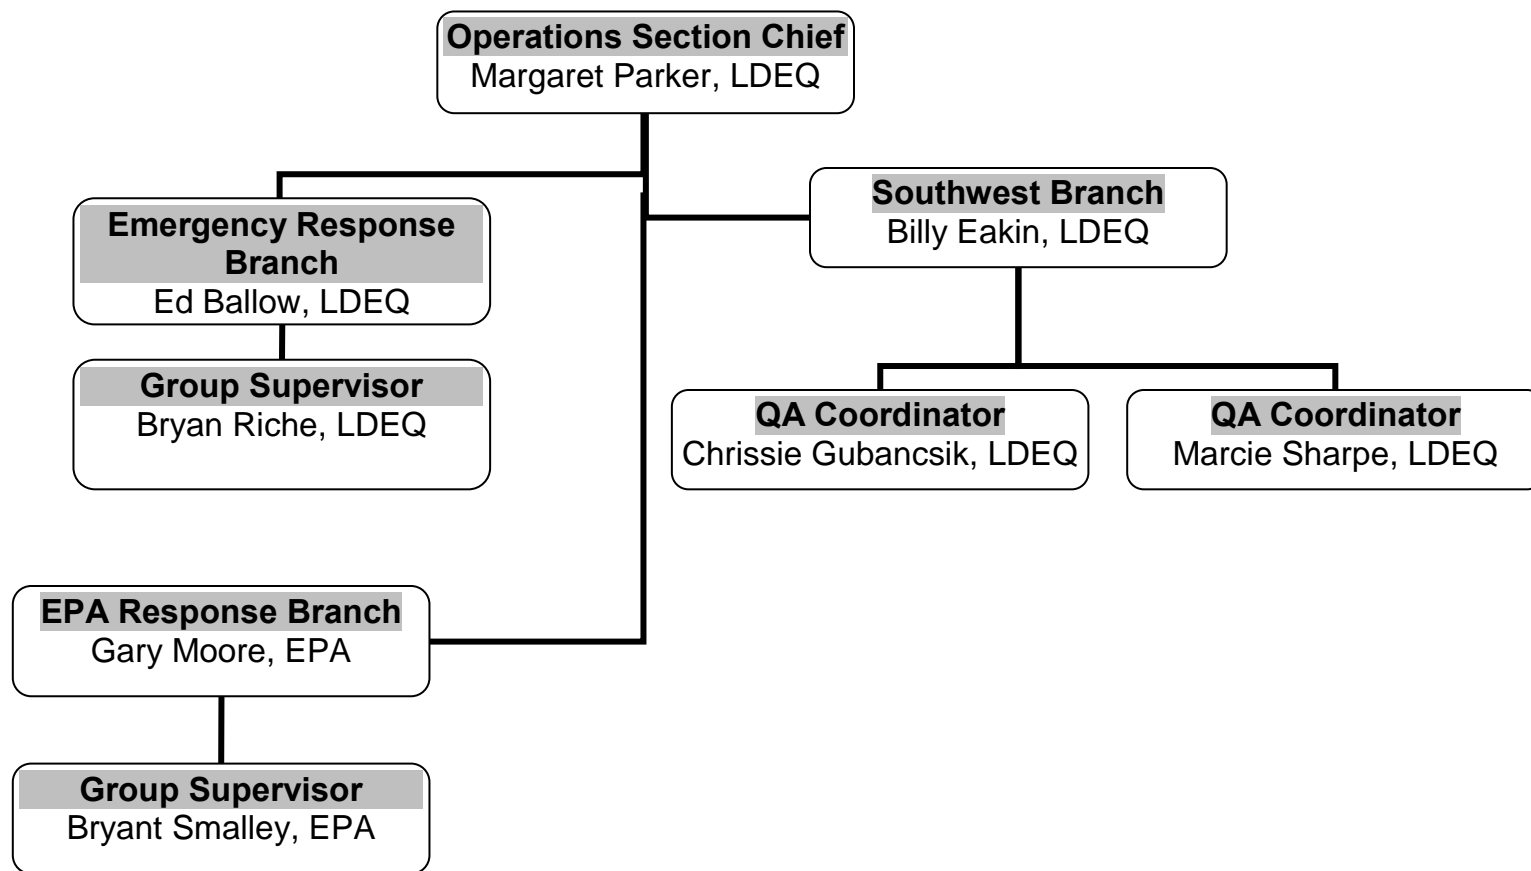 Operations Section Chief
Margaret Parker, LDEQ
Southwest Branch
Billy Eakin, LDEQ
Emergency Response
Branch
Ed Ballow, LDEQ
Group Supervisor
Bryan Riche, LDEQ
QA Coordinator
Chrissie Gubancsik, LDEQ
QA Coordinator
Marcie Sharpe, LDEQ
EPA Response Branch
Gary Moore, EPA
Group Supervisor
Bryant Smalley, EPA